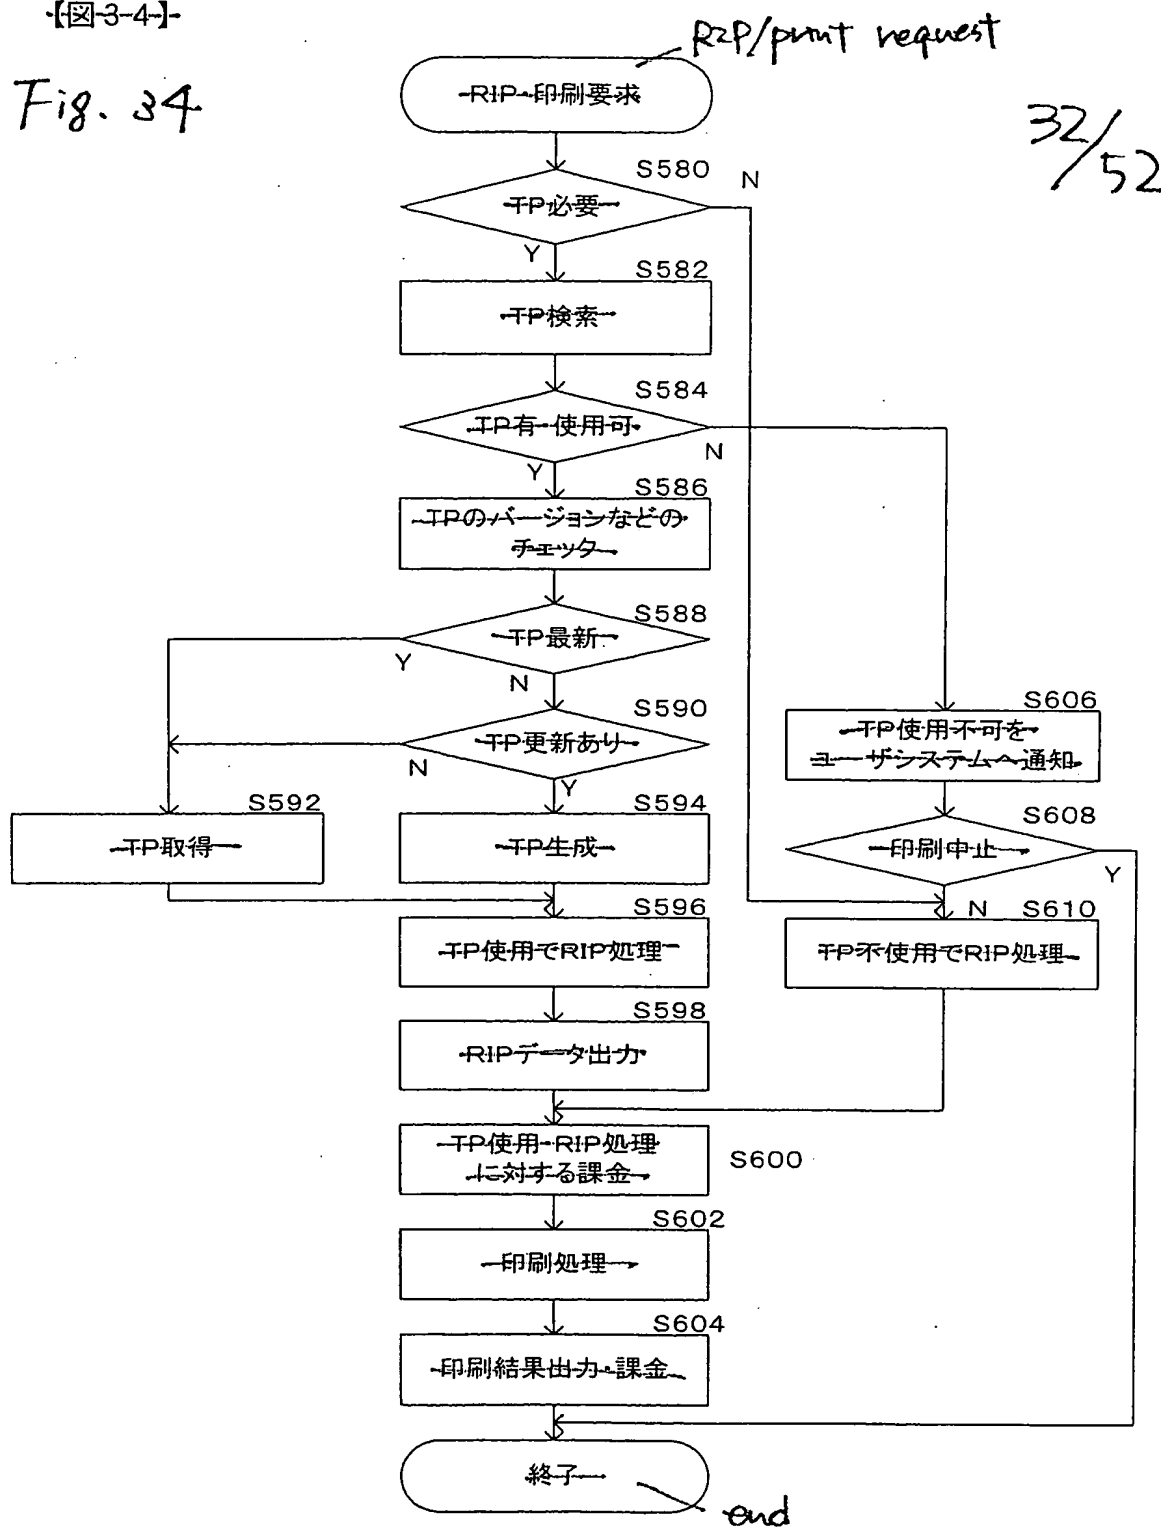 【図34】
Fig. 34
32/52
RIP/print request
RIP・印刷要求
S580
TP必要
N
Y
S582
TP検索
S584
TP有・使用可
N
Y
S586
TPのバージョンなどの
チェック
S588
TP最新
Y
N
S590
TP更新あり
N
Y
S606
TP使用不可を
ユーザシステムへ通知
S592
TP取得
S594
TP生成
S608
印刷中止
Y
N
S596
TP使用でRIP処理
S610
TP不使用でRIP処理
S598
RIPデータ出力
TP使用・RIP処理
に対する課金
S600
S602
印刷処理
S604
印刷結果出力・課金
終了
end